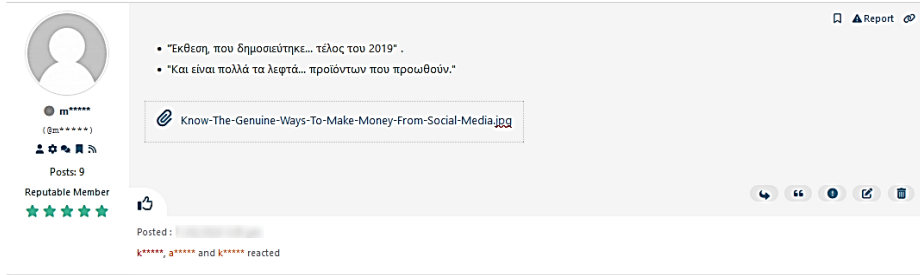 Report
"Έκθεση, που δημοσιεύτηκε... τέλος του 2019" .
"Και είναι πολλά τα λεφτά... προϊόντων που προωθούν."
Know-The-Genuine-Ways-To-Make-Money-From-Social-Media.jpg
m*****
(@m*****)
Posts: 9
Reputable Member
Posted :
k*****, a***** and k***** reacted